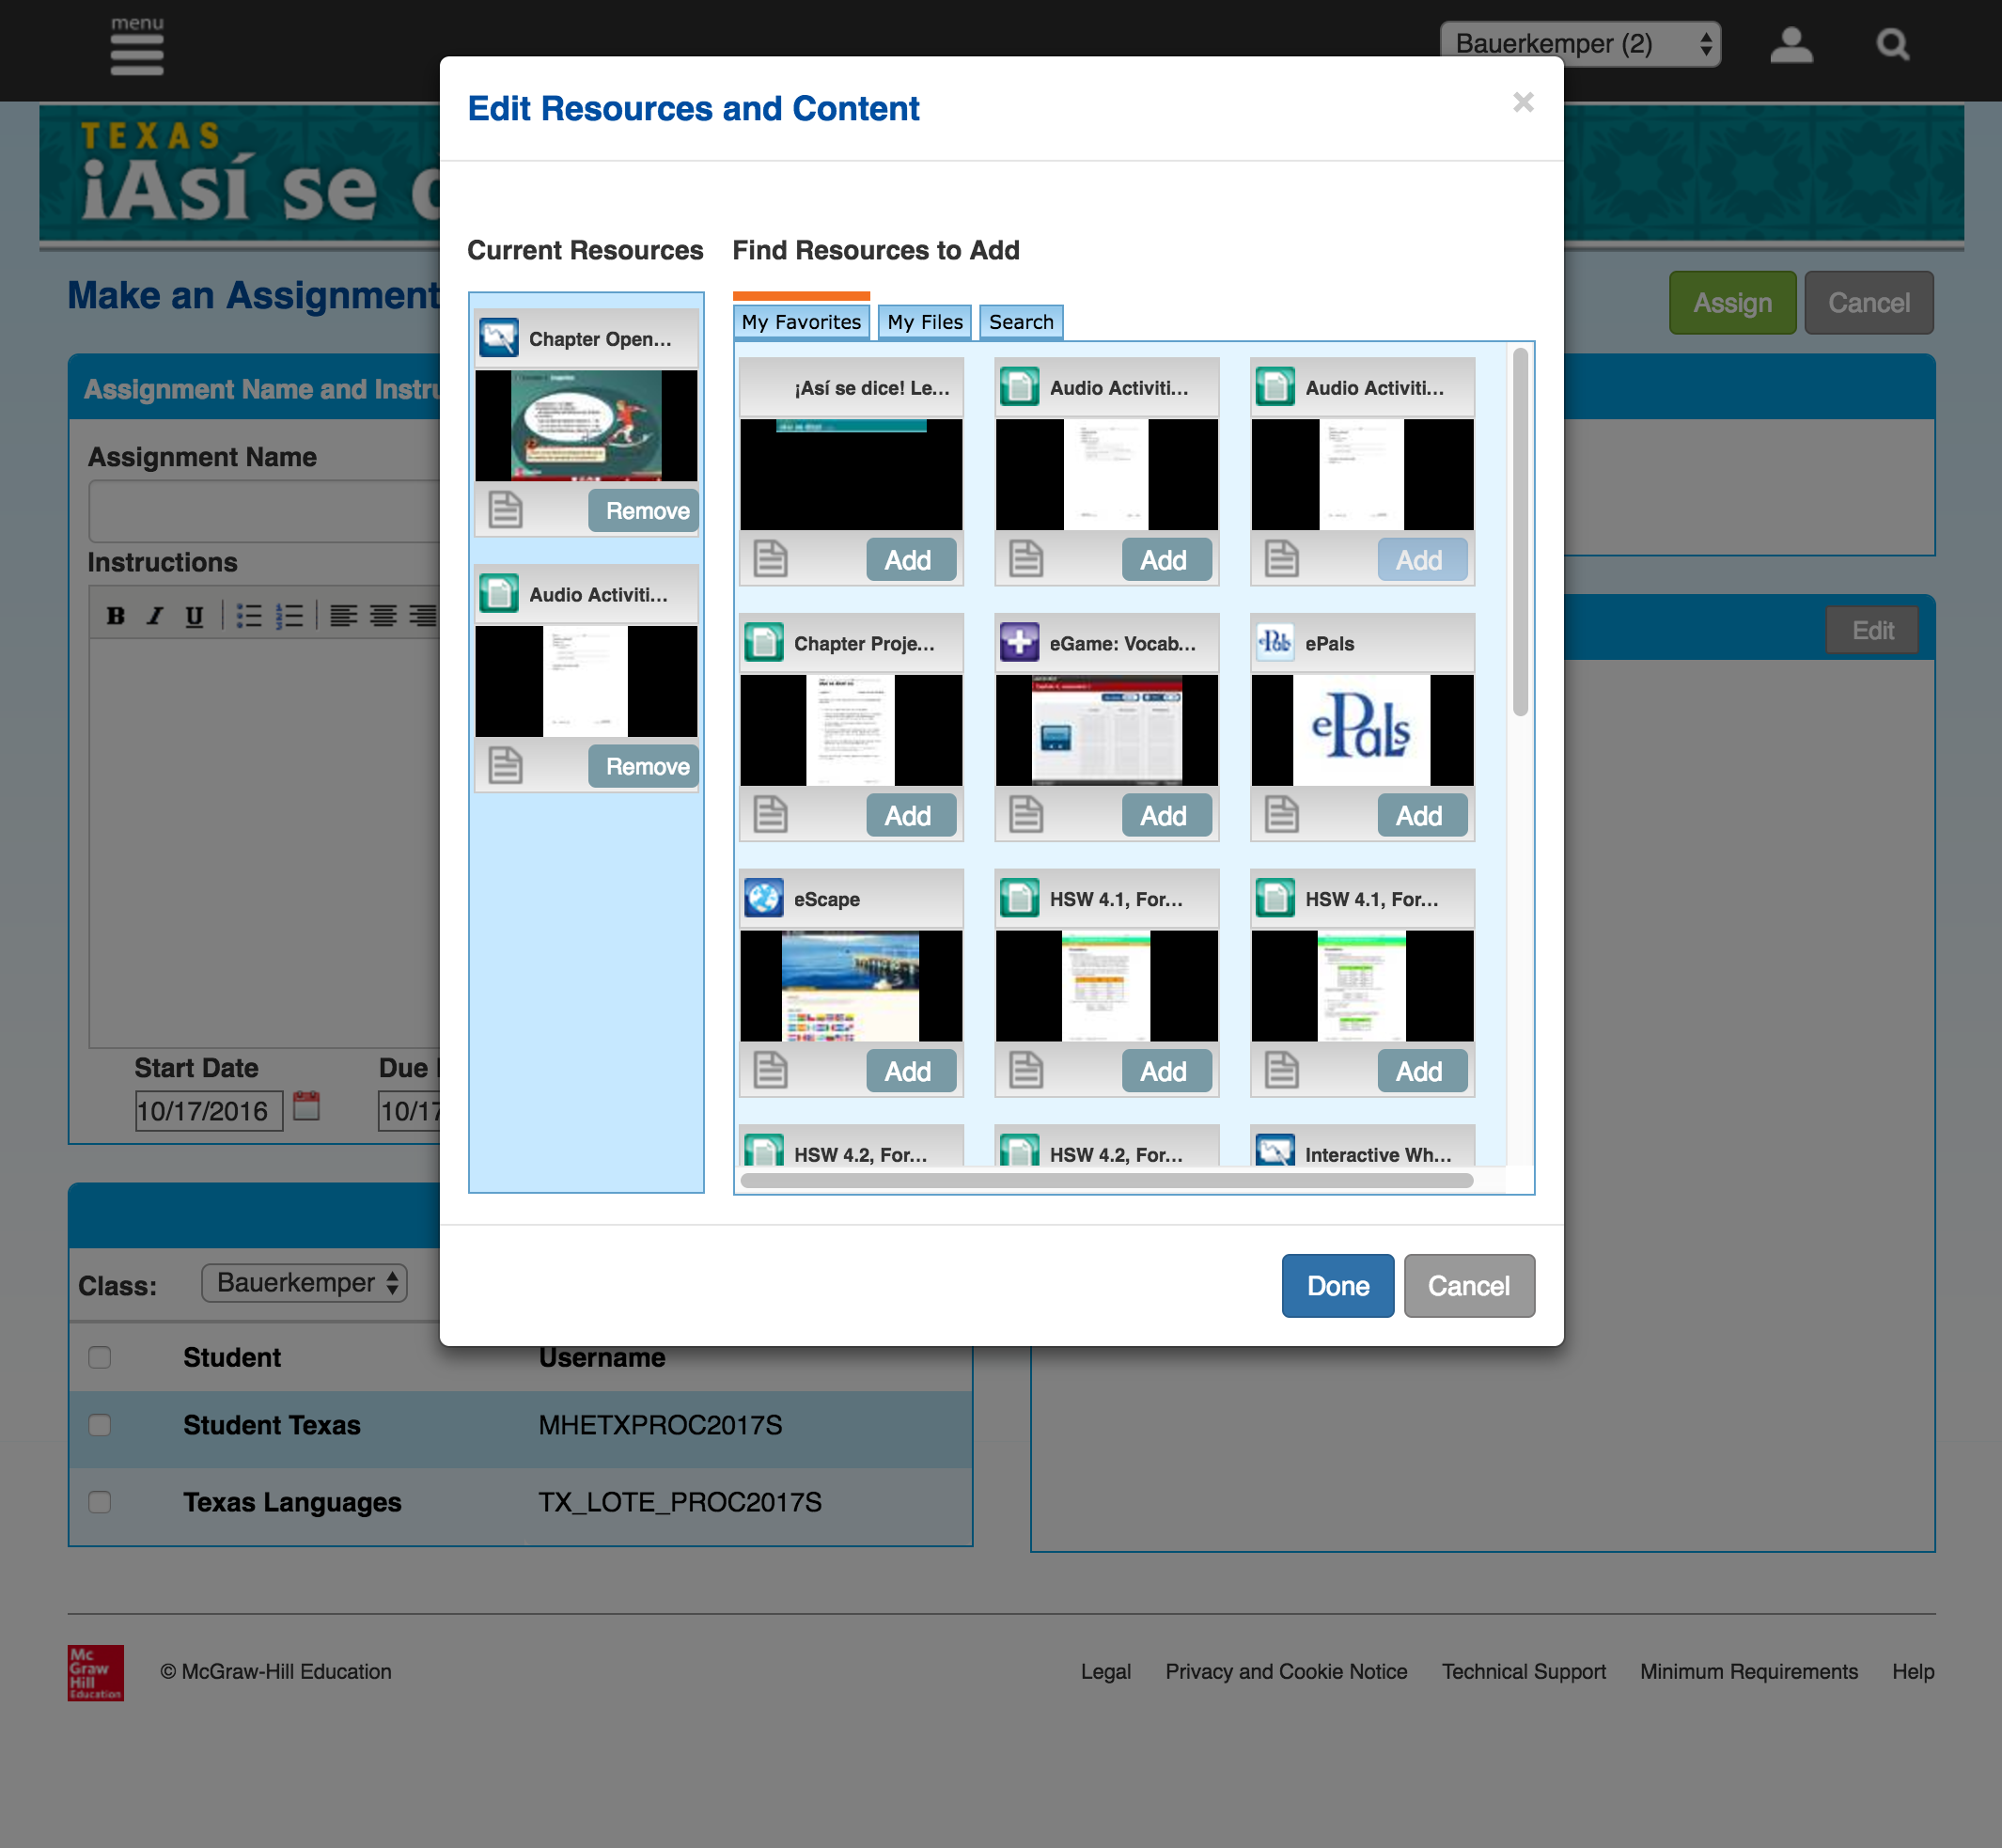 menu
Bauerkemper (2)
TEXAS
¡Así se
Edit Resources and Content
×
Make an Assignment
Assign
Cancel
Assignment Name and Instru
Assignment Name
Instructions
B I U
Edit
Start Date
Due
10/17/2016
10/17
Current Resources
Chapter Open...
Remove
Audio Activiti...
Remove
Find Resources to Add
My Favorites
My Files
Search
¡Así se dice! Le...
Audio Activiti...
Audio Activiti...
Add
Add
Add
Chapter Proje...
eGame: Vocab...
ePals
ePals
ePals
Add
Add
Add
eScape
HSW 4.1, For...
HSW 4.1, For...
Add
Add
Add
HSW 4.2, For...
HSW 4.2, For...
Interactive Wh...
Done
Cancel
Class:
Bauerkemper
Student
Username
Student Texas
MHETXPROC2017S
Texas Languages
TX_LOTE_PROC2017S
Mc
Graw
Hill
Education
© McGraw-Hill Education
Legal
Privacy and Cookie Notice
Technical Support
Minimum Requirements
Help